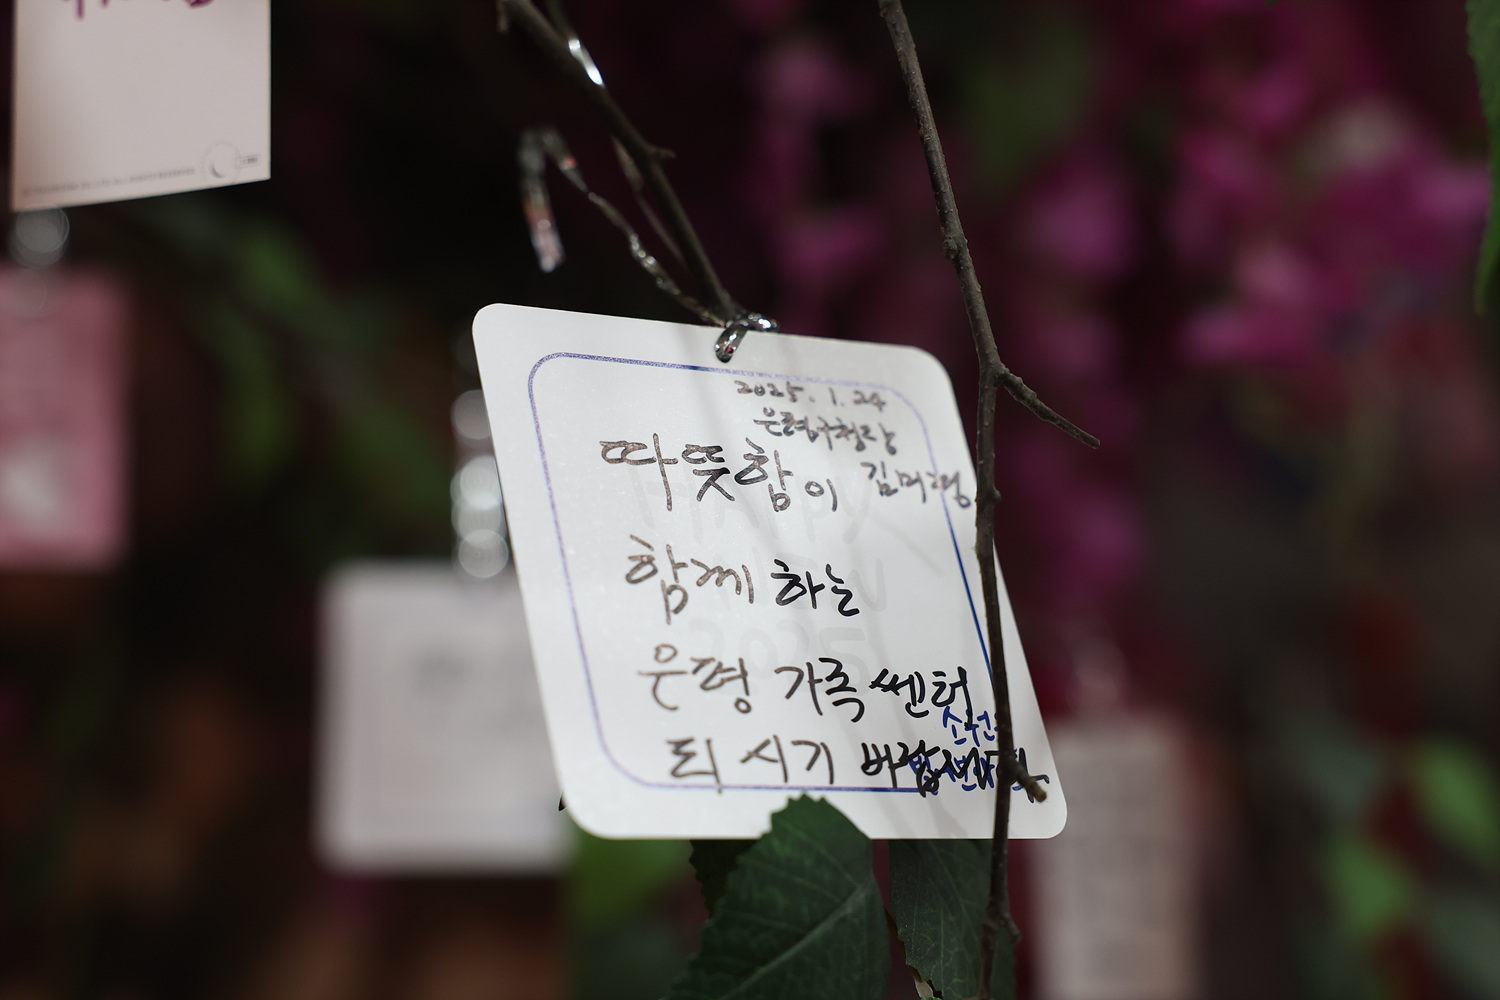 2025. 1. 24
은평구청장
김미경
따뜻함이
함께 하는
은평 가족쎈터
되시기 바랍니다